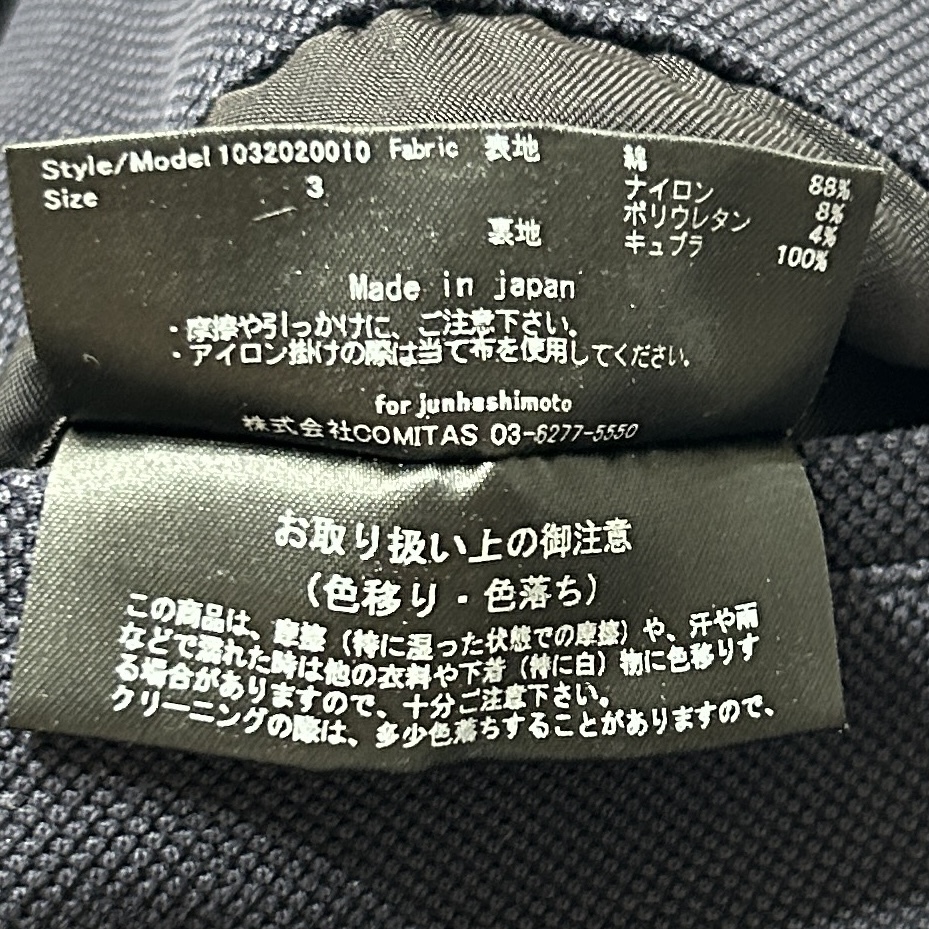 Style/Model 1032020010 Fabric 表地 綿 88%
Size 3 ナイロン 8%
ポリウレタン 4%
裏地 キュプラ 100%
Made in japan
・摩擦や引っかけに、ご注意下さい。
・アイロン掛けの際は当て布を使用してください。
for junhashimoto
株式会社COMITAS 03-6277-5550
お取り扱い上の御注意
(色移り・色落ち)
この商品は、摩擦(特に湿った状態での摩擦)や、汗や雨
などで濡れた時は他の衣料や下着(特に白)物に色移りす
る場合がありますので、十分ご注意下さい。
クリーニングの際は、多少色落ちすることがありますので、